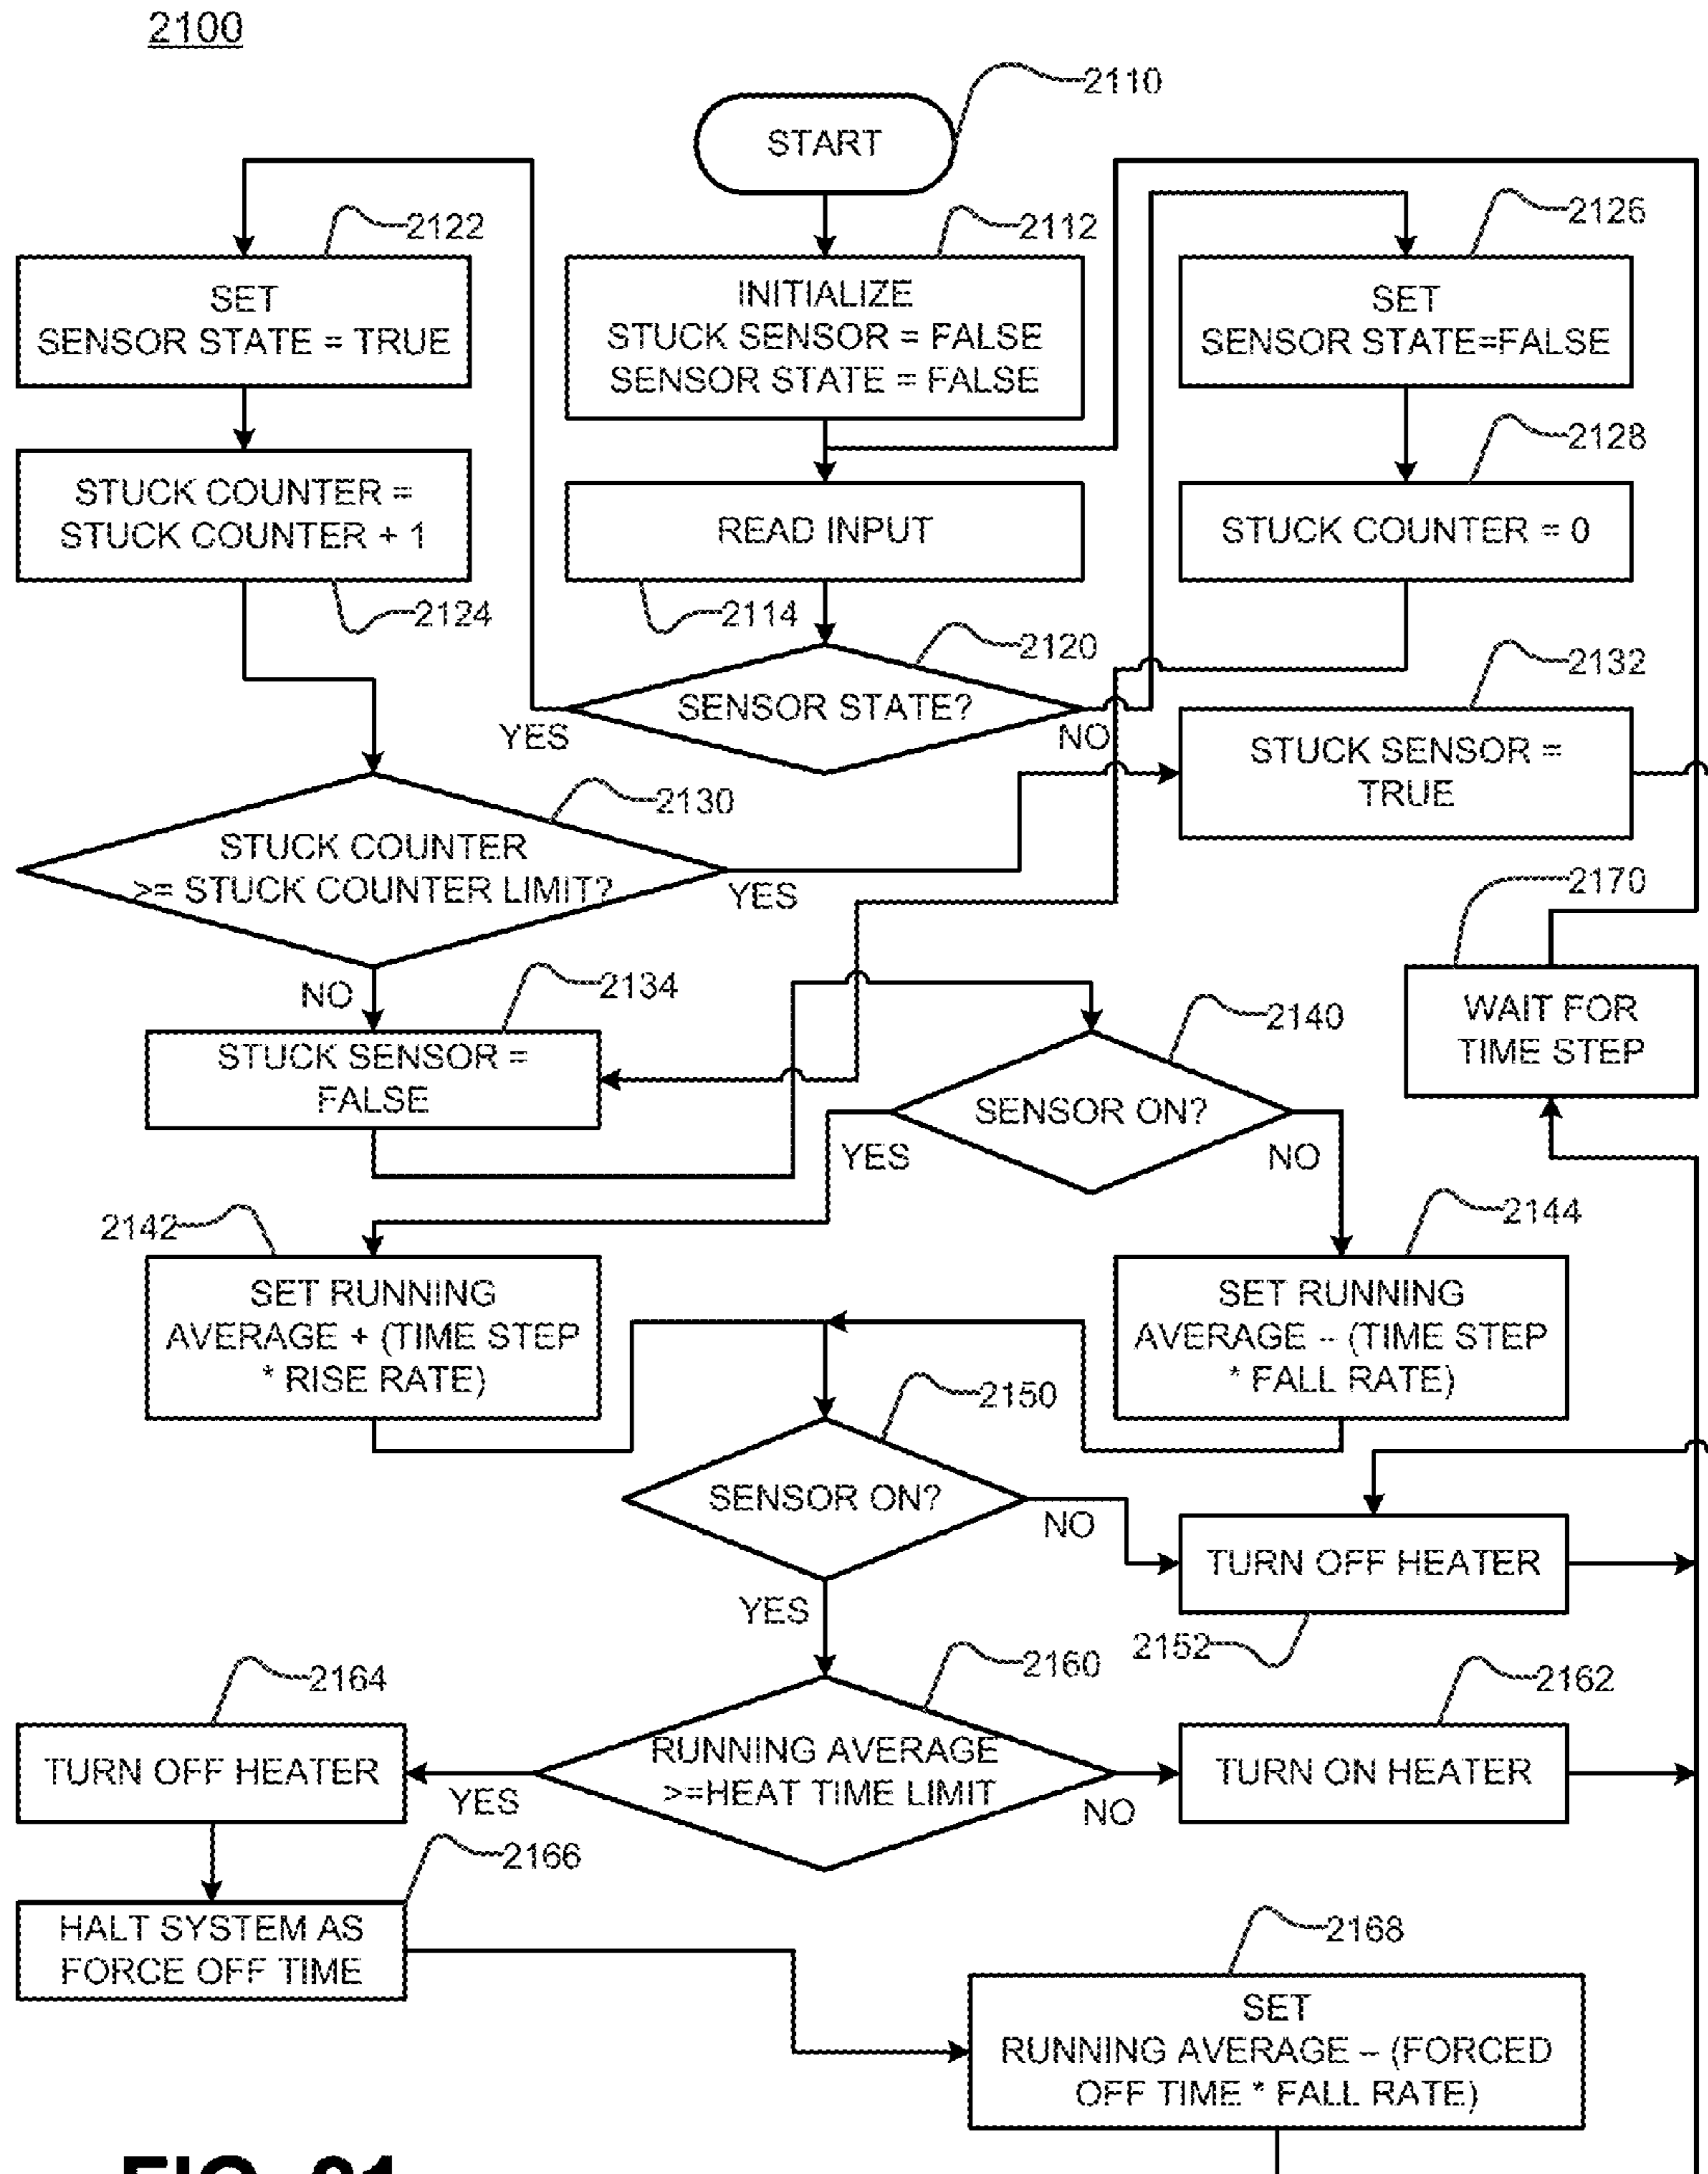 2100
2110
START
2122
2112
2126
SET
SENSOR STATE = TRUE
INITIALIZE
STUCK SENSOR = FALSE
SENSOR STATE = FALSE
SET
SENSOR STATE=FALSE
2128
STUCK COUNTER =
STUCK COUNTER + 1
READ INPUT
STUCK COUNTER = 0
2124
2114
2120
2132
SENSOR STATE?
YES
NO
STUCK SENSOR =
TRUE
2130
STUCK COUNTER
>= STUCK COUNTER LIMIT?
YES
2170
NO
2134
2140
WAIT FOR
TIME STEP
STUCK SENSOR =
FALSE
SENSOR ON?
YES
NO
2142
2144
SET RUNNING
AVERAGE + (TIME STEP
* RISE RATE)
SET RUNNING
AVERAGE – (TIME STEP
* FALL RATE)
2150
SENSOR ON?
NO
TURN OFF HEATER
YES
2152
2164
2160
2162
TURN OFF HEATER
RUNNING AVERAGE
>=HEAT TIME LIMIT
TURN ON HEATER
YES
NO
2166
HALT SYSTEM AS
FORCE OFF TIME
2168
SET
RUNNING AVERAGE – (FORCED
OFF TIME * FALL RATE)
FIG. 21